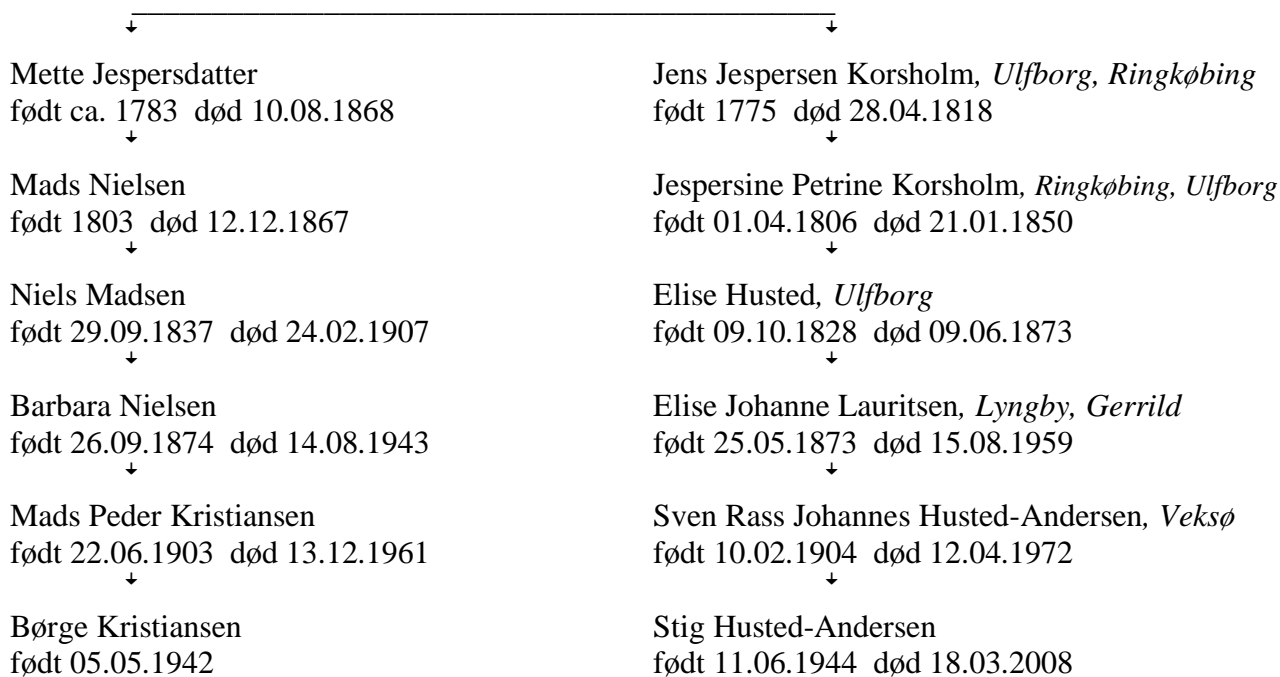 Mette Jespersdatter
født ca. 1783 død 10.08.1868
Mads Nielsen
født 1803 død 12.12.1867
Niels Madsen
født 29.09.1837 død 24.02.1907
Barbara Nielsen
født 26.09.1874 død 14.08.1943
Mads Peder Kristiansen
født 22.06.1903 død 13.12.1961
Børge Kristiansen
født 05.05.1942
Jens Jespersen Korsholm, Ulfborg, Ringkøbing
født 1775 død 28.04.1818
Jespersine Petrine Korsholm, Ringkøbing, Ulfborg
født 01.04.1806 død 21.01.1850
Elise Husted, Ulfborg
født 09.10.1828 død 09.06.1873
Elise Johanne Lauritsen, Lyngby, Gerrild
født 25.05.1873 død 15.08.1959
Sven Rass Johannes Husted-Andersen, Veksø
født 10.02.1904 død 12.04.1972
Stig Husted-Andersen
født 11.06.1944 død 18.03.2008